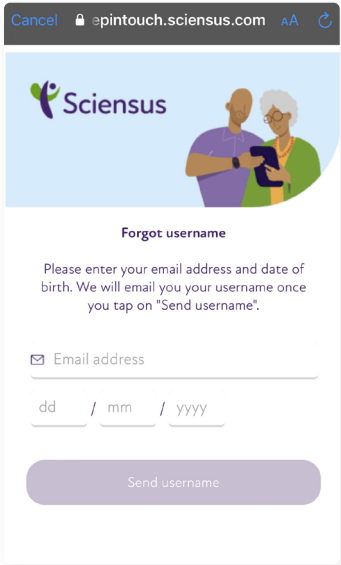 Cancel epintouch.sciensus.com AA
Sciensus
Forgot username
Please enter your email address and date of
birth. We will email you your username once
you tap on "Send username".
Email address
dd / mm / yyyy
Send username